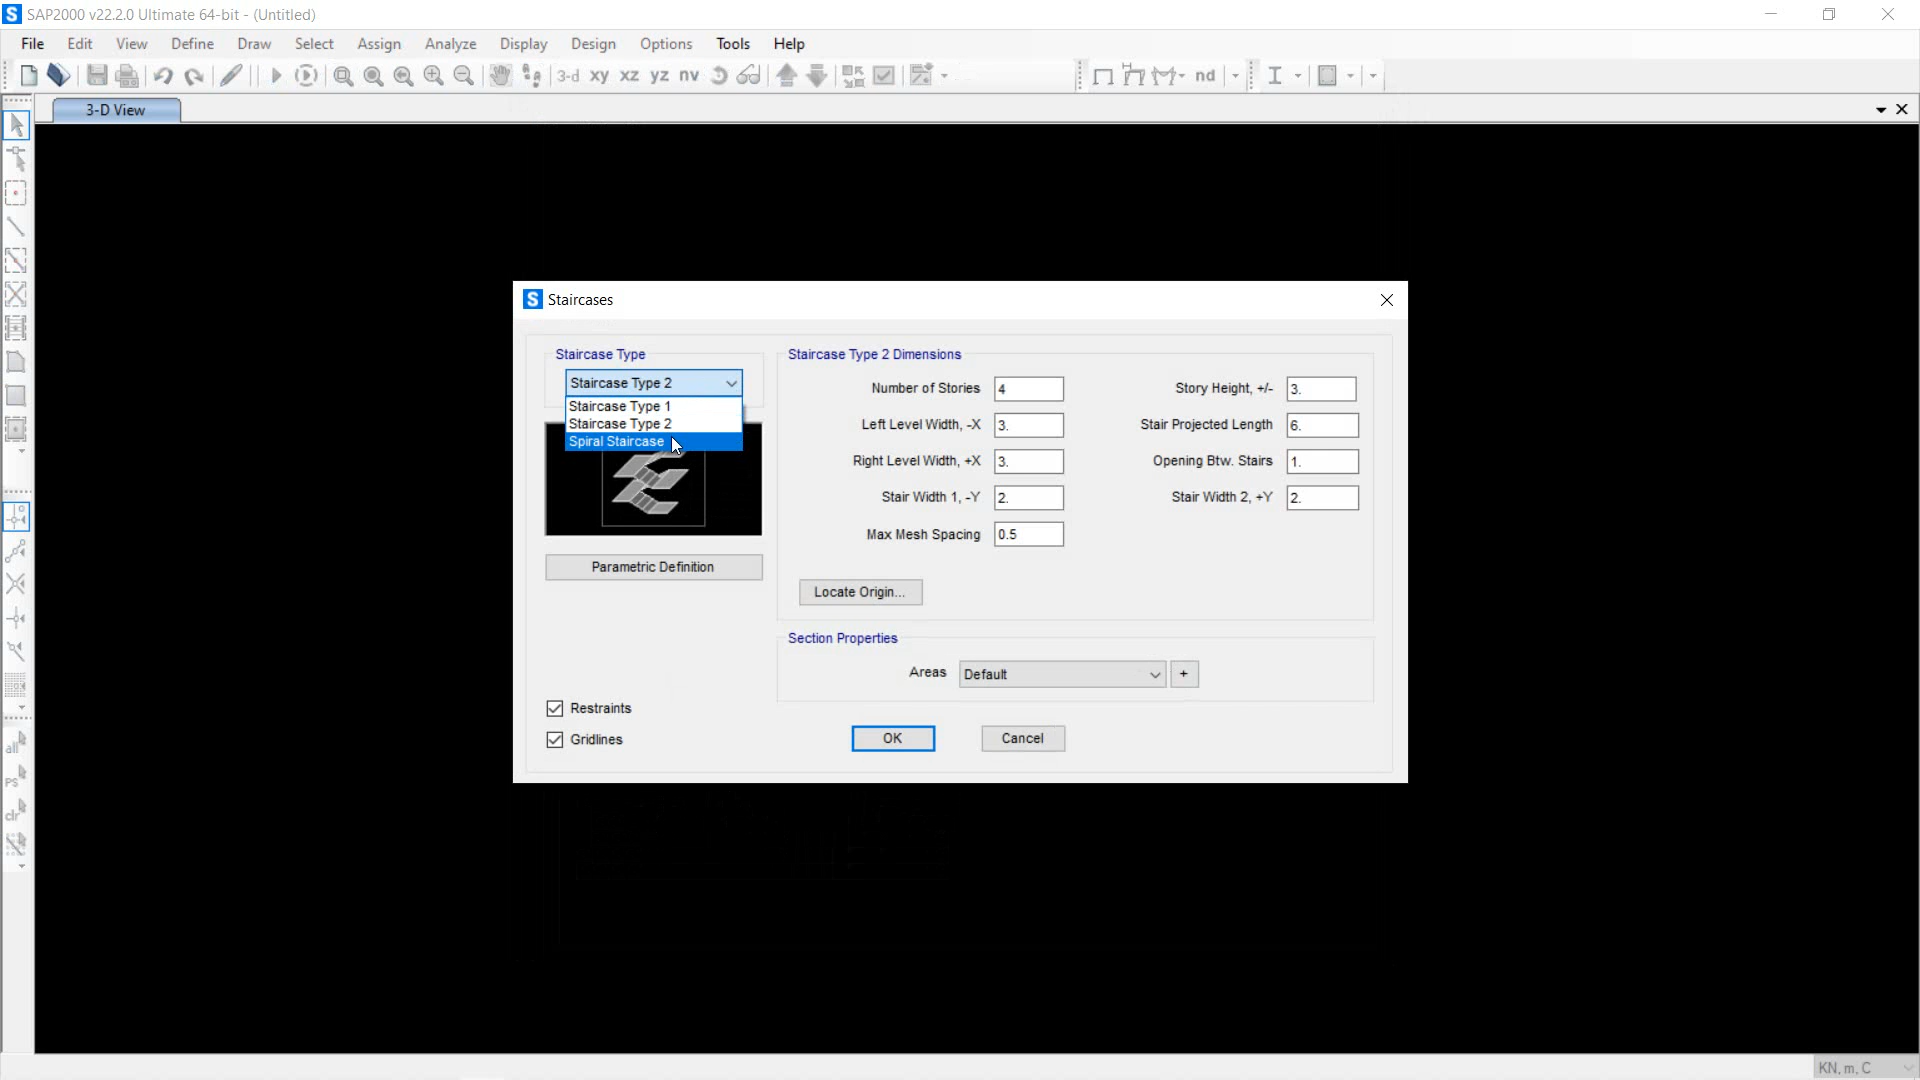 S SAP2000 v22.2.0 Ultimate 64-bit - (Untitled)
File Edit View Define Draw Select Assign Analyze Display Design Options Tools Help
3-d xy xz yz nv nd
3-D View
S Staircases
Staircase Type
Staircase Type 2
Staircase Type 1
Staircase Type 2
Spiral Staircase
Parametric Definition
Restraints
Gridlines
Staircase Type 2 Dimensions
Number of Stories 4 Story Height, +/- 3.
Left Level Width, -X 3. Stair Projected Length 6.
Right Level Width, +X 3. Opening Btw. Stairs 1.
Stair Width 1, -Y 2. Stair Width 2, +Y 2.
Max Mesh Spacing 0.5
Locate Origin...
Section Properties
Areas Default +
OK Cancel
all
PS
clr
KN, m, C